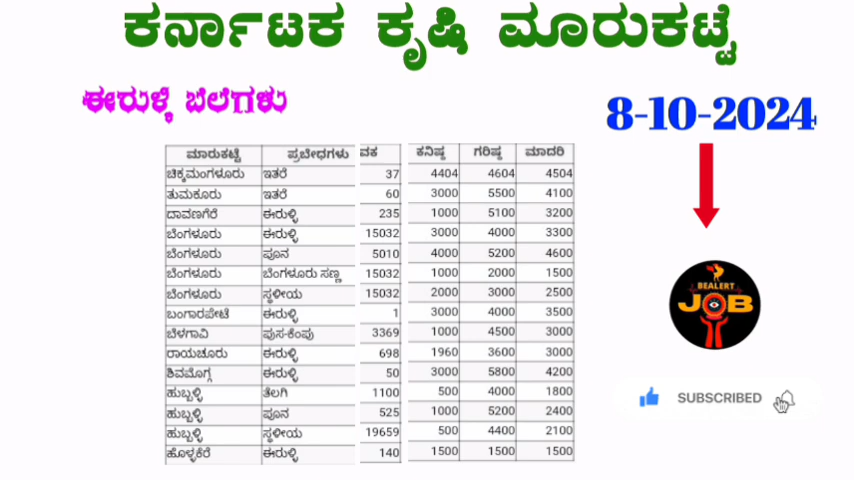 ಕರ್ನಾಟಕ ಕೃಷಿ ಮಾರುಕಟ್ಟೆ
ಈರುಳ್ಳಿ ಬೆಲೆಗಳು
8-10-2024
ಮಾರುಕಟ್ಟೆ ಪ್ರಬೇಧಗಳು ವಕ ಕನಿಷ್ಠ ಗರಿಷ್ಠ ಮಾದರಿ
ಚಿಕ್ಕಮಂಗಳೂರು ಇತರೆ 37 4404 4604 4504
ತುಮಕೂರು ಇತರೆ 60 3000 5500 4100
ದಾವಣಗೆರೆ ಈರುಳ್ಳಿ 235 1000 5100 3200
ಬೆಂಗಳೂರು ಈರುಳ್ಳಿ 15032 3000 4000 3300
ಬೆಂಗಳೂರು ಪೂನ 5010 4000 5200 4600
ಬೆಂಗಳೂರು ಬೆಂಗಳೂರು ಸಣ್ಣ 15032 1000 2000 1500
ಬೆಂಗಳೂರು ಸ್ಥಳೀಯ 15032 2000 3000 2500
ಬಂಗಾರಪೇಟೆ ಈರುಳ್ಳಿ 1 3000 4000 3500
ಬೆಳಗಾವಿ ಪುಸ-ಕೆಂಪು 3369 1000 4500 3000
ರಾಯಚೂರು ಈರುಳ್ಳಿ 698 1960 3600 3000
ಶಿವಮೊಗ್ಗ ಈರುಳ್ಳಿ 50 3000 5800 4200
ಹುಬ್ಬಳ್ಳಿ ತೆಲಗಿ 1100 500 4000 1800
ಹುಬ್ಬಳ್ಳಿ ಪೂನ 525 1000 5200 2400
ಹುಬ್ಬಳ್ಳಿ ಸ್ಥಳೀಯ 19659 500 4400 2100
ಹೊಳ್ಳಕೆರೆ ಈರುಳ್ಳಿ 140 1500 1500 1500
BEALERT
JOB
SUBSCRIBED